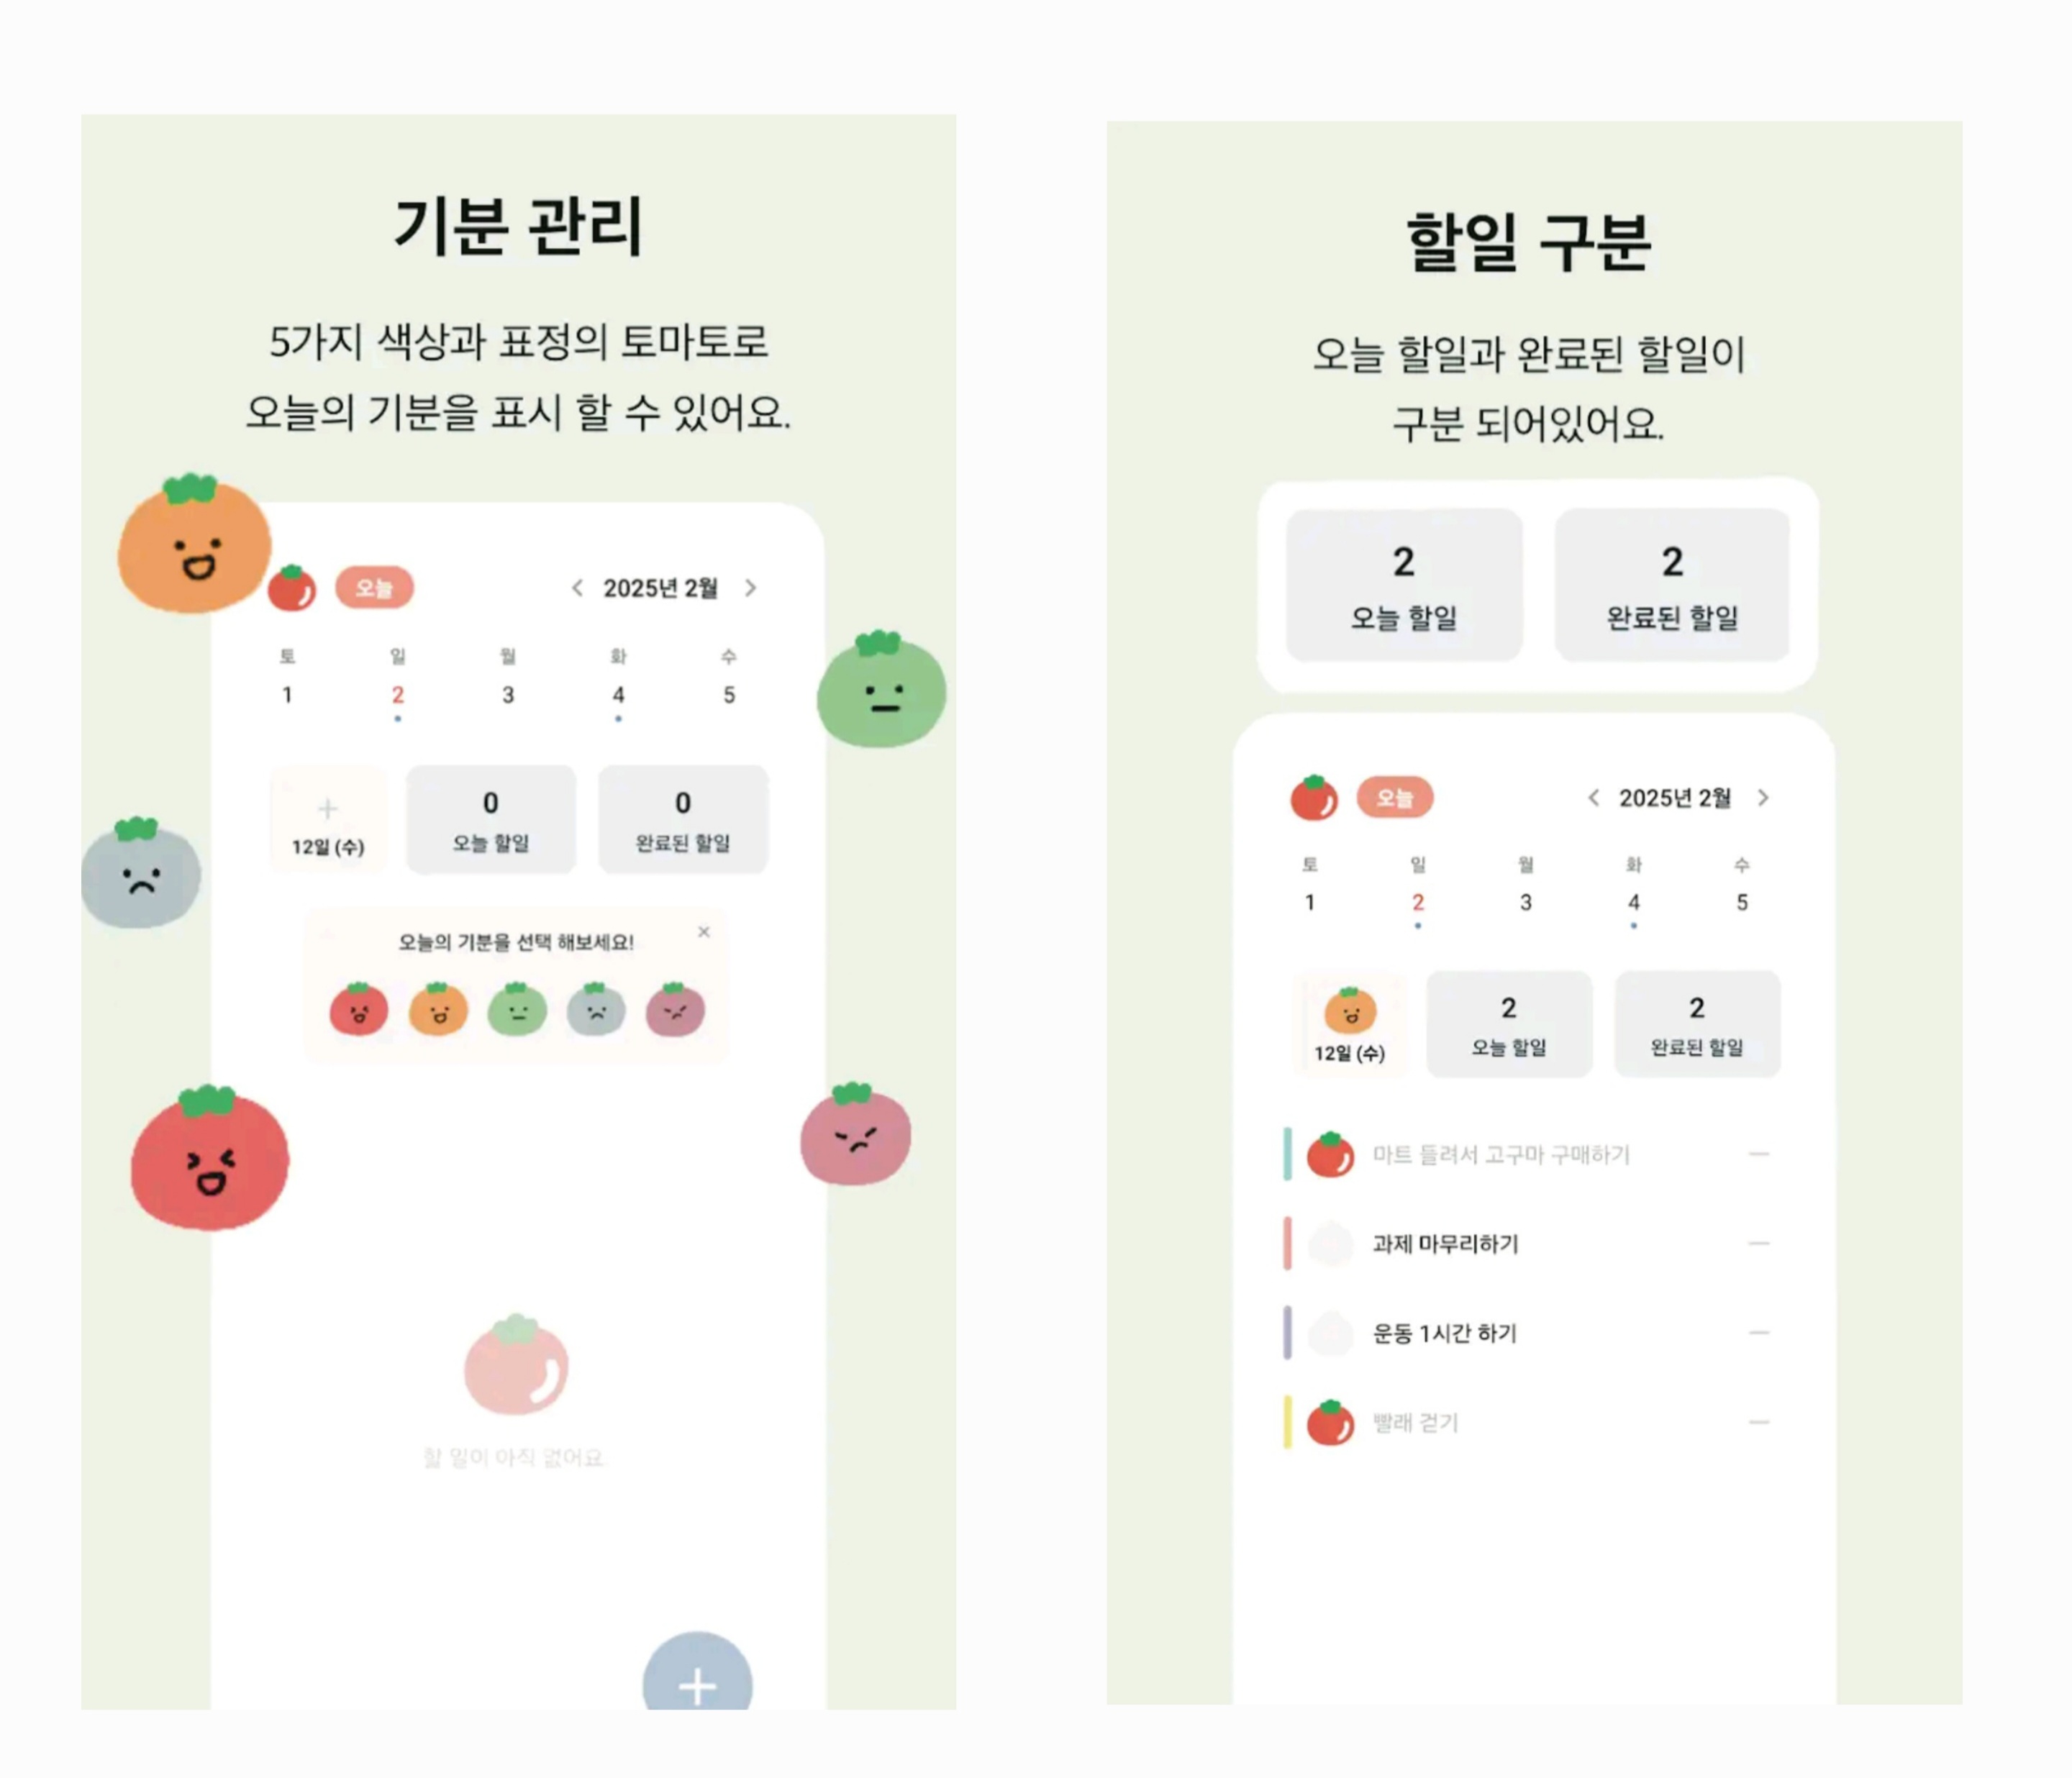 기분 관리
5가지 색상과 표정의 토마토로
오늘의 기분을 표시 할 수 있어요.
오늘
< 2025년 2월 >
토 일 월 화 수
1 2 3 4 5
+
12일 (수)
0
오늘 할일
0
완료된 할일
오늘의 기분을 선택 해보세요!
×
할 일이 아직 없어요
+
할일 구분
오늘 할일과 완료된 할일이
구분 되어있어요.
2
오늘 할일
2
완료된 할일
오늘
< 2025년 2월 >
토 일 월 화 수
1 2 3 4 5
12일 (수)
2
오늘 할일
2
완료된 할일
마트 들려서 고구마 구매하기
과제 마무리하기
운동 1시간 하기
빨래 걷기